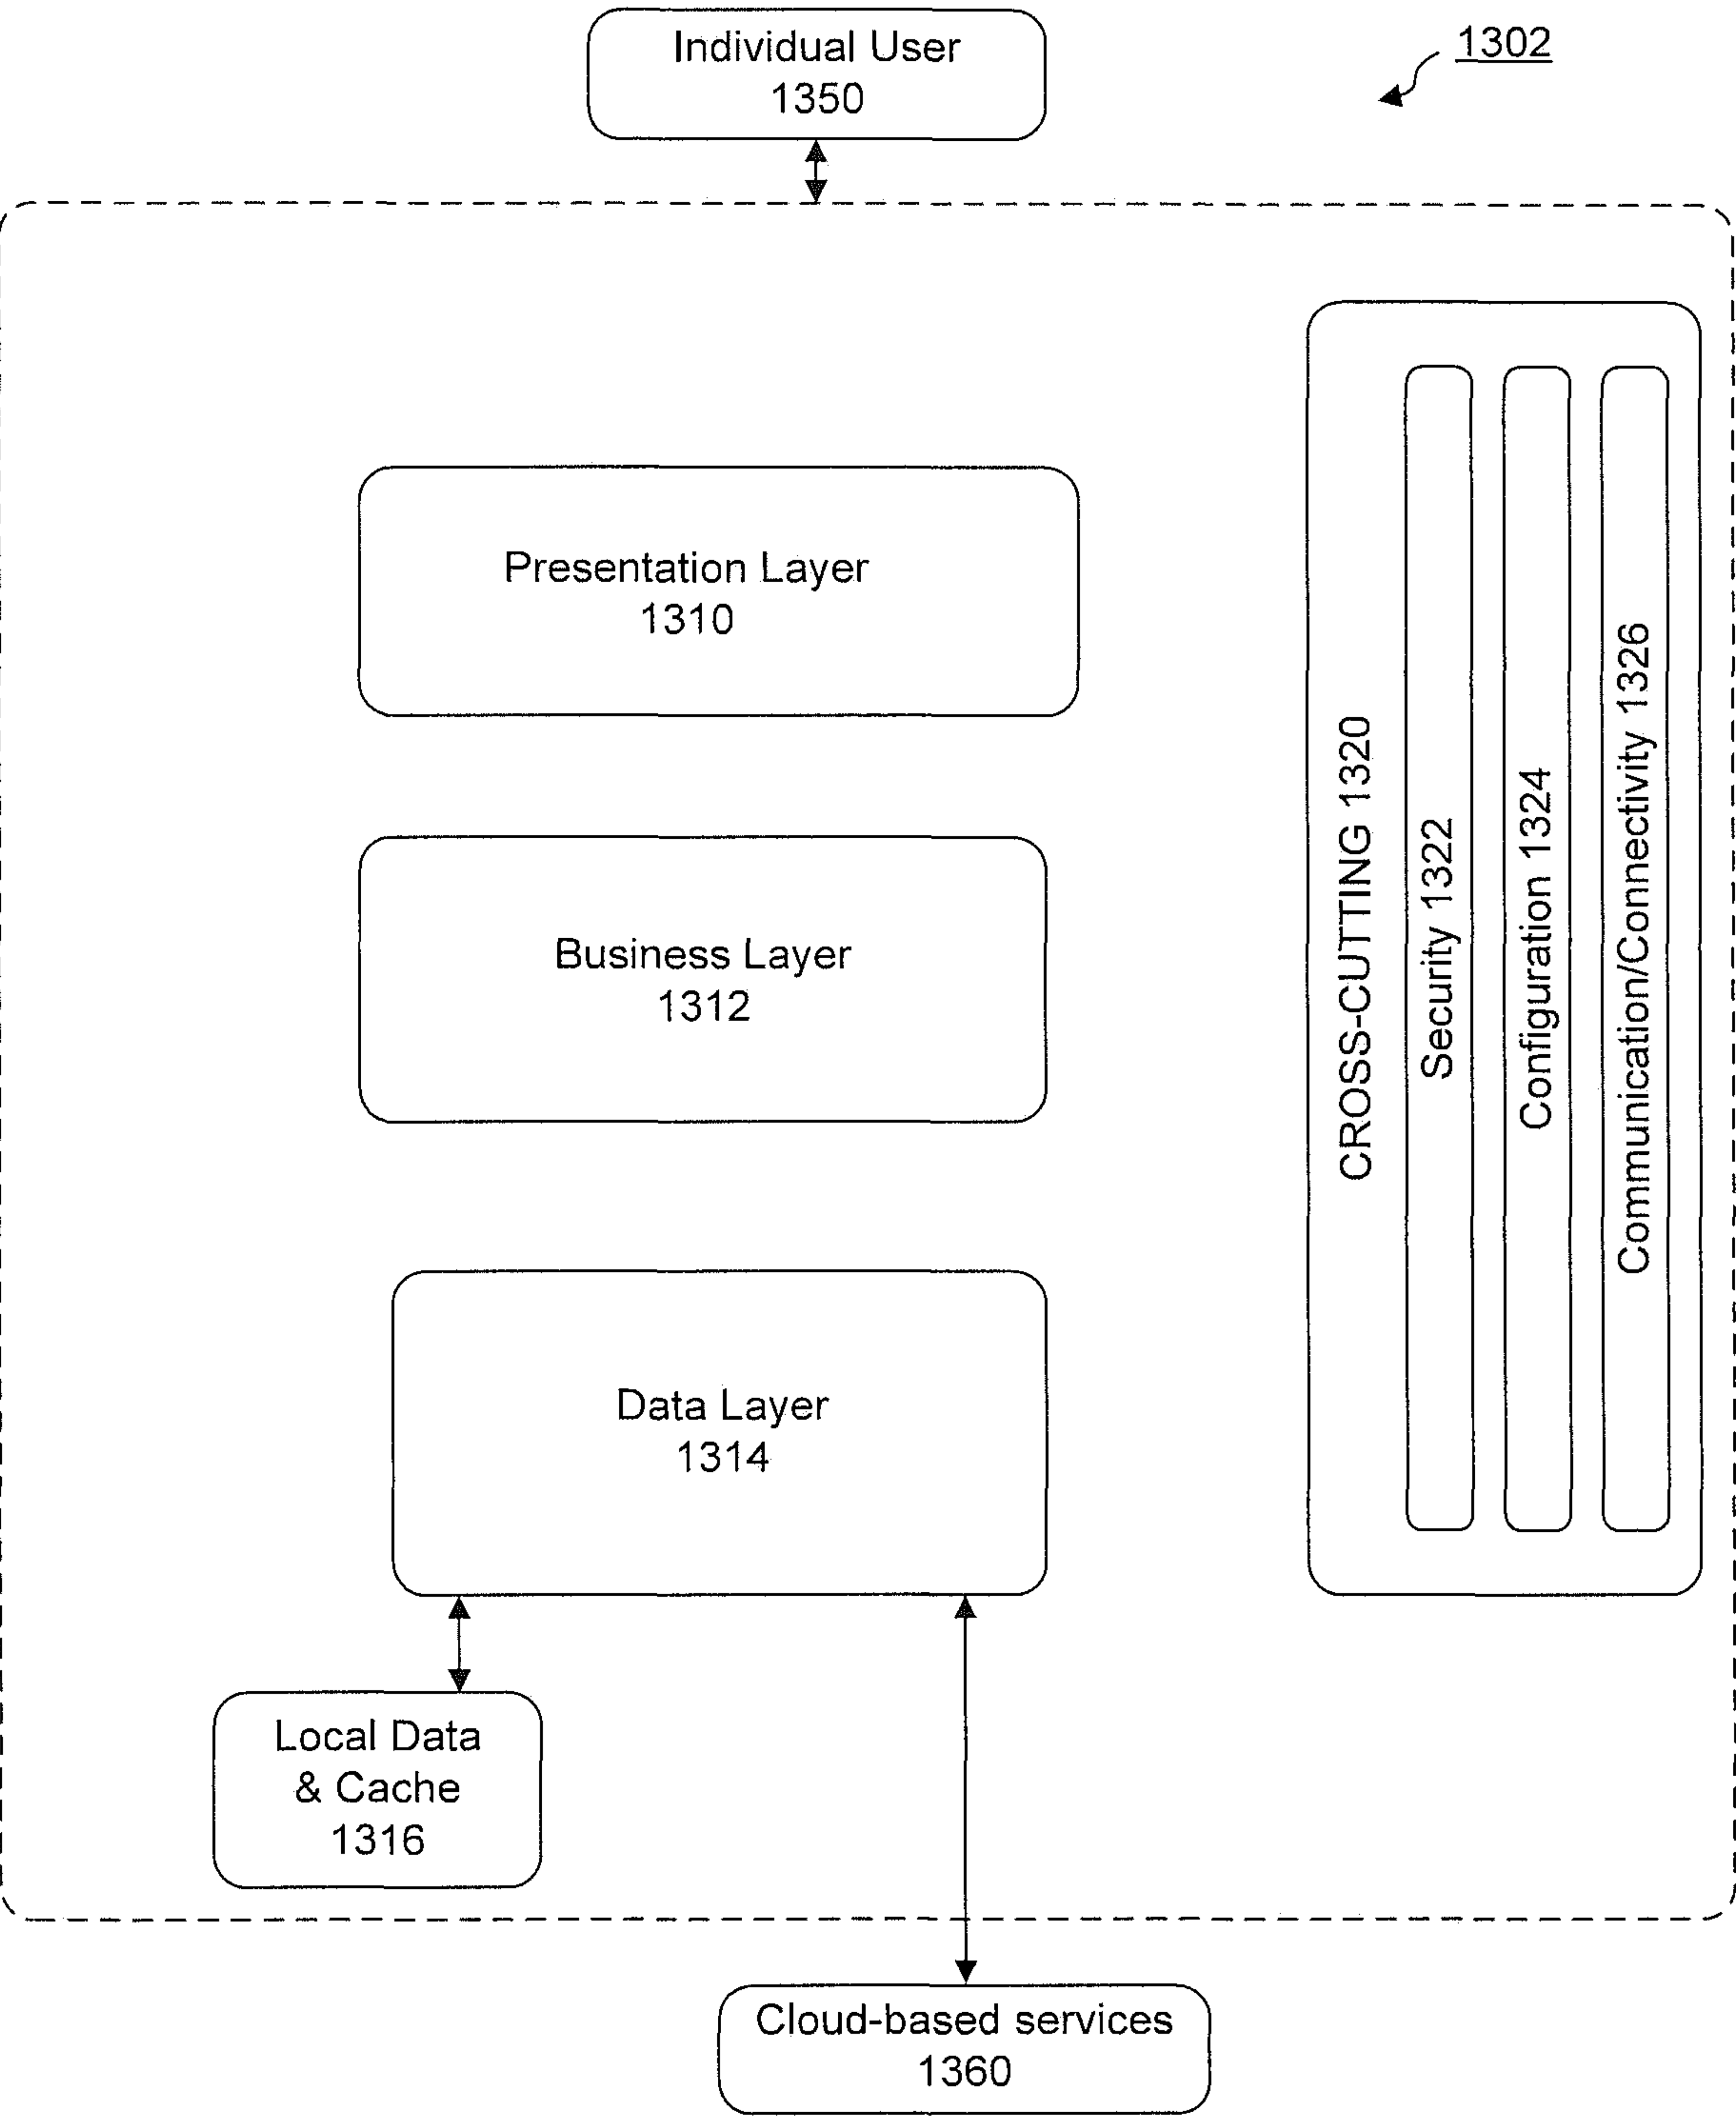 Individual User
1350
1302
Presentation Layer
1310
Business Layer
1312
Data Layer
1314
CROSS-CUTTING 1320
Security 1322
Configuration 1324
Communication/Connectivity 1326
Local Data
& Cache
1316
Cloud-based services
1360